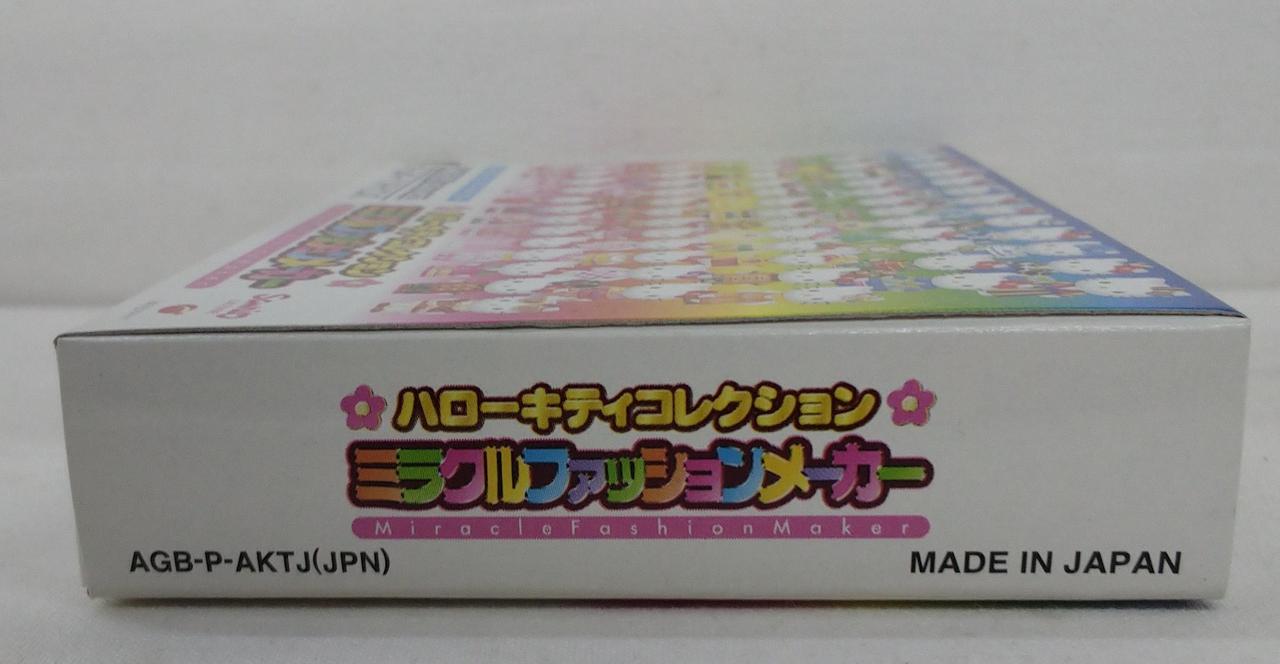 Sanrio
ハローキティコレクション
ミラクルファッションメーカー
MiracleFashionMaker
AGB-P-AKTJ(JPN)
MADE IN JAPAN